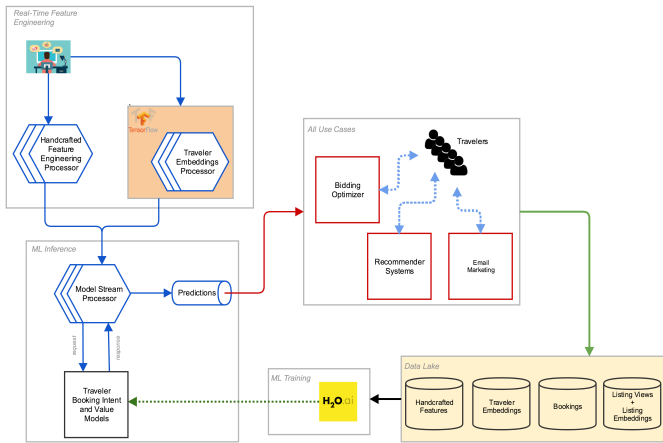 Real-Time Feature
Engineering
TensorFlow
Handcrafted
Feature
Engineering
Processor
Traveler
Embeddings
Processor
All Use Cases
Travelers
Bidding
Optimizer
Recommender
Systems
Email
Marketing
ML Inference
Model Stream
Processor
Predictions
request
response
Traveler
Booking Intent
and Value
Models
ML Training
H2O.ai
Data Lake
Handcrafted
Features
Traveler
Embeddings
Bookings
Listing Views
+
Listing
Embeddings